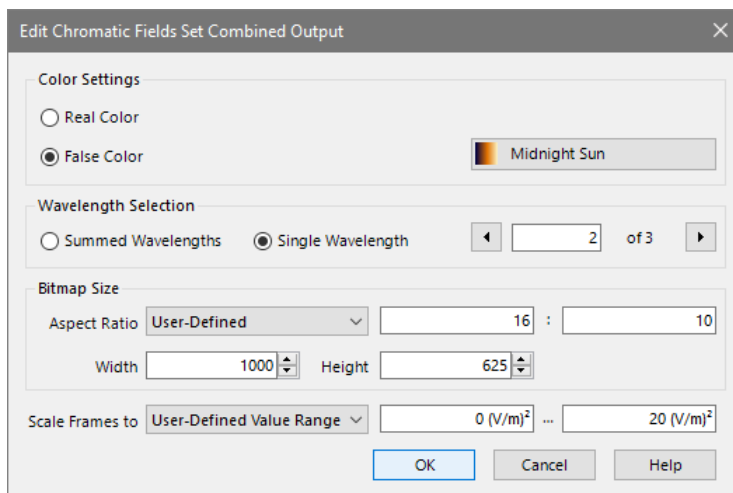 Edit Chromatic Fields Set Combined Output
Color Settings
Real Color
False Color
Midnight Sun
Wavelength Selection
Summed Wavelengths Single Wavelength 2 of 3
Bitmap Size
Aspect Ratio User-Defined 16 : 10
Width 1000 Height 625
Scale Frames to User-Defined Value Range 0 (V/m)² ... 20 (V/m)²
OK Cancel Help